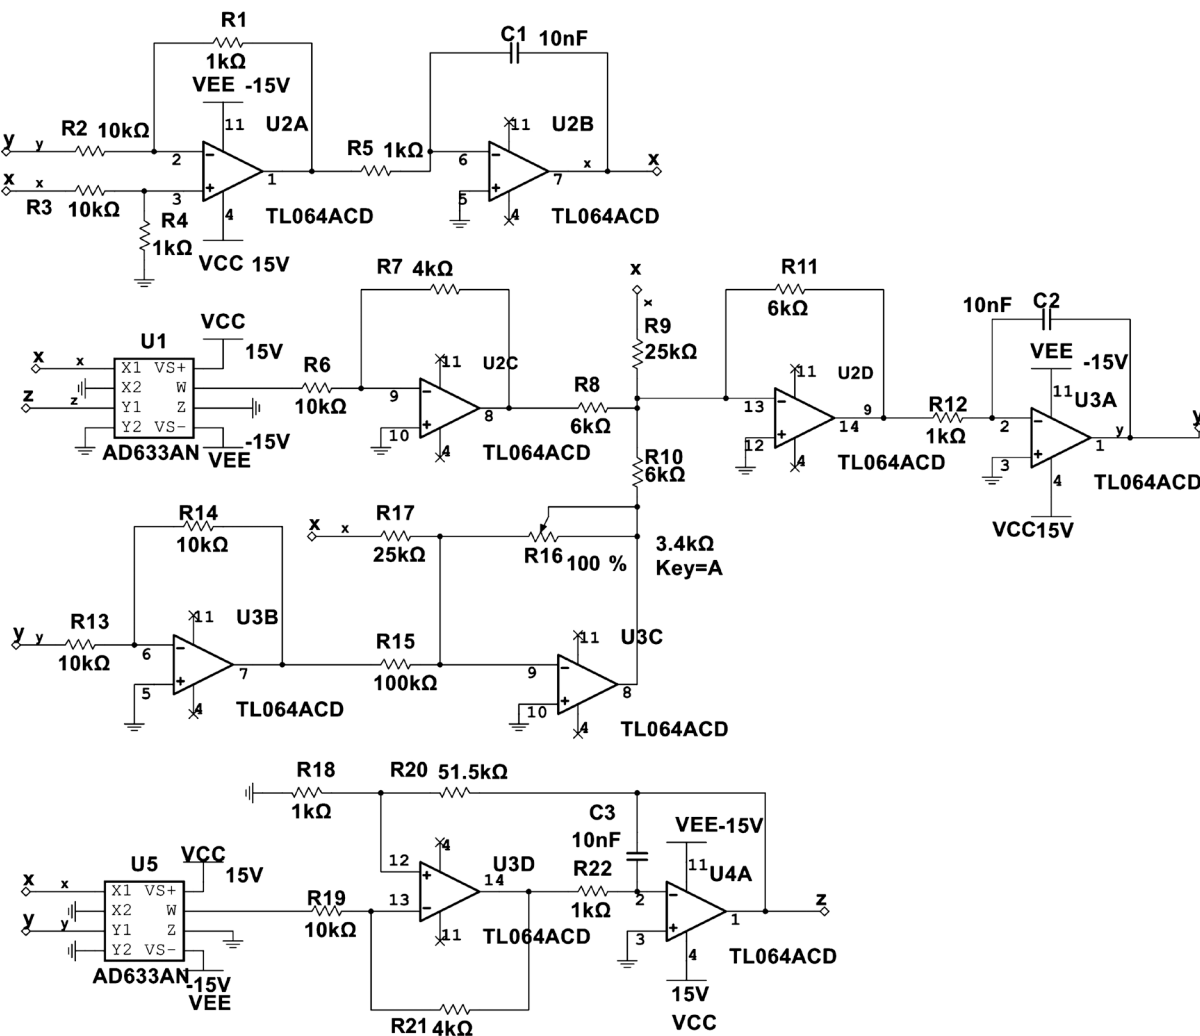 R1
1kΩ
VEE -15V
11
U2A
y
y
R2 10kΩ
2
x
x
R3
10kΩ
3
1
4
R4
1kΩ
TL064ACD
VCC 15V
C1 10nF
R5 1kΩ
11
U2B
6
5
7
x
x
4
TL064ACD
VCC
15V
U1
x
x
X1 VS+
X2 W
z
z
Y1 Z
Y2 VS-
AD633AN
-15V
VEE
R6
10kΩ
R7 4kΩ
11
U2C
9
10
8
4
TL064ACD
R8
6kΩ
x
x
R9
25kΩ
R10
6kΩ
R11
6kΩ
11
U2D
13
12
9
14
4
TL064ACD
R12
1kΩ
10nF C2
VEE
-15V
11
U3A
2
3
y
1
y
4
TL064ACD
VCC15V
R14
10kΩ
x
x
R17
25kΩ
R16
100 %
3.4kΩ
Key=A
y
y
R13
10kΩ
11
U3B
6
5
7
4
TL064ACD
R15
100kΩ
11
U3C
9
10
8
4
TL064ACD
R18
1kΩ
R20 51.5kΩ
C3
10nF
VEE-15V
U5
VCC
15V
x
x
X1 VS+
X2 W
y
y
Y1 Z
Y2 VS-
AD633AN
-15V
VEE
R19
10kΩ
4
U3D
12
13
14
11
TL064ACD
R21 4kΩ
R22
1kΩ
11
U4A
2
3
1
z
4
TL064ACD
15V
VCC